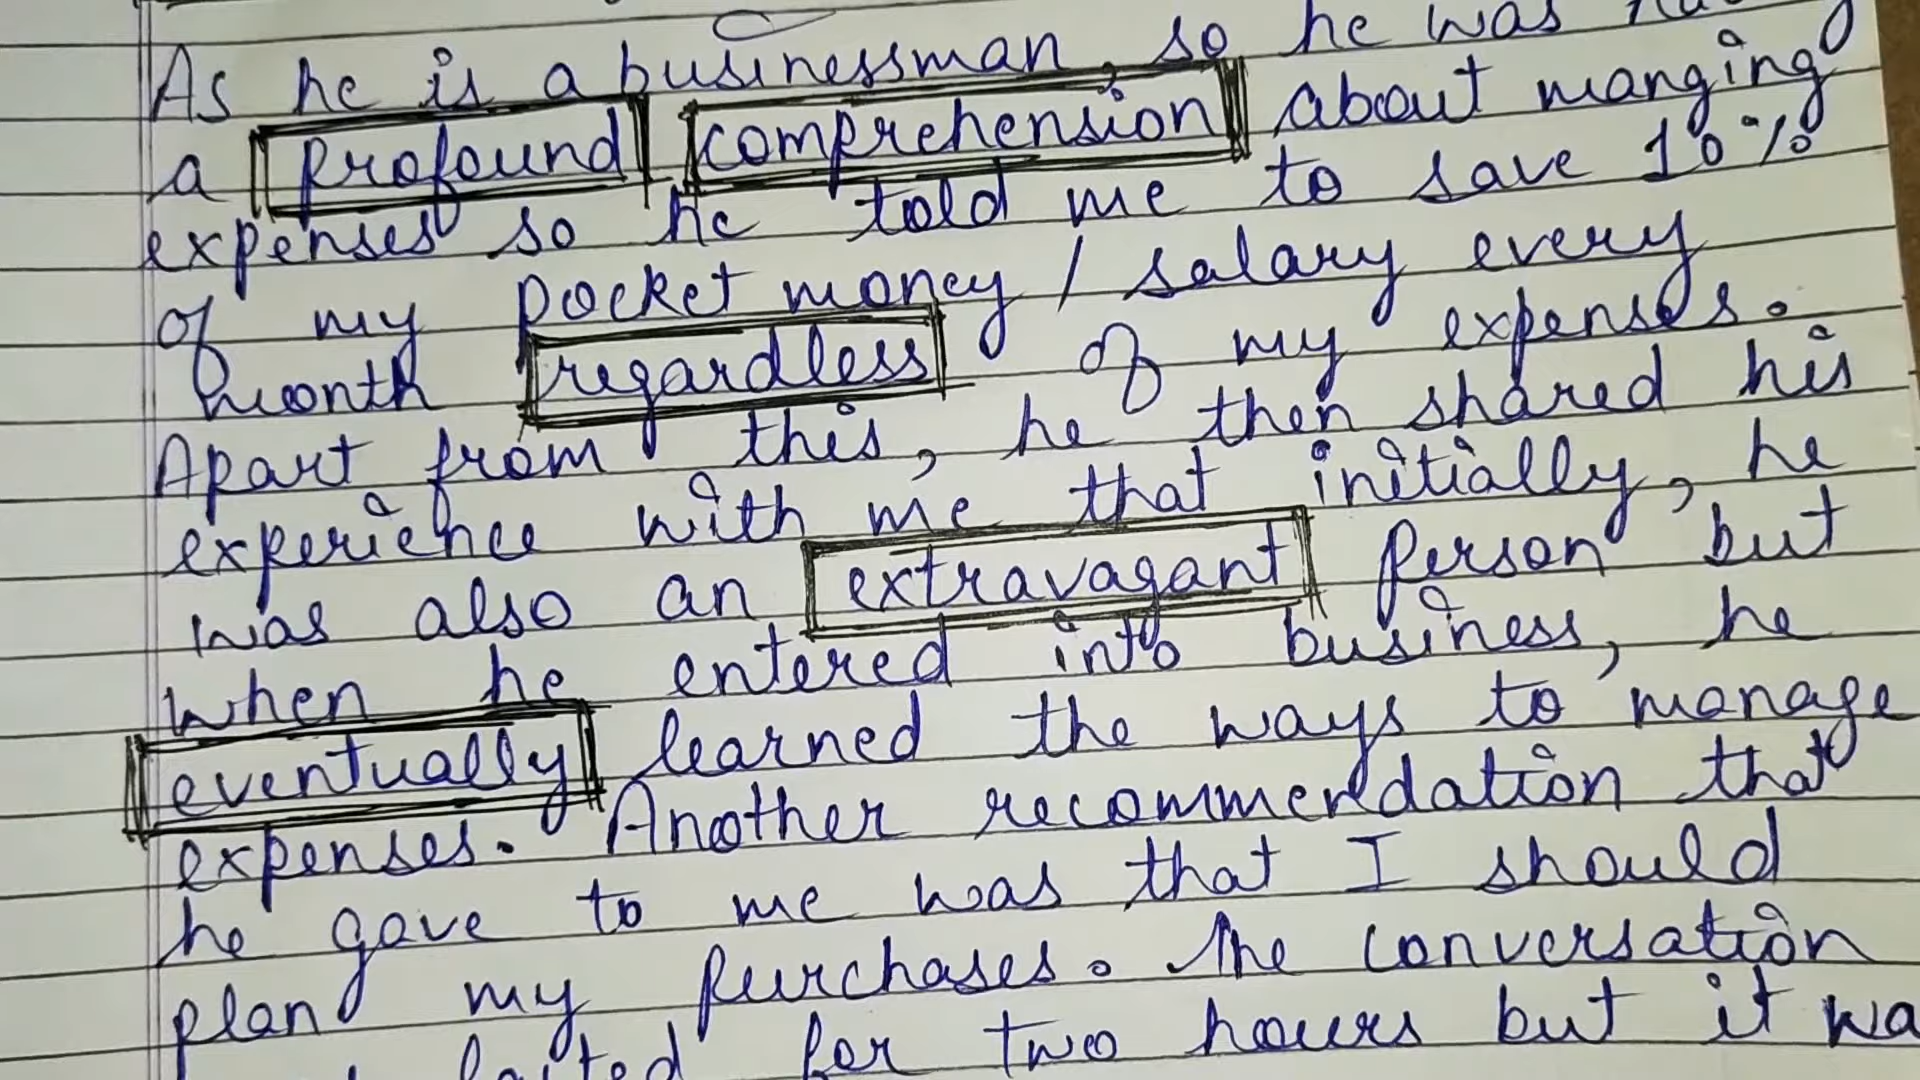 As he is a businessman, so he was
a profound comprehension about manging
expenses so he told me to save 10%
of my pocket money / salary every
month regardless of my expenses.
Apart from this, he then shared his
experience with me that initially, he
was also an extravagant person but
when he entered into business, he
eventually learned the ways to manage
expenses. Another recommendation that
he gave to me was that I should
plan my purchases. The conversation
lasted for two hours but it wa